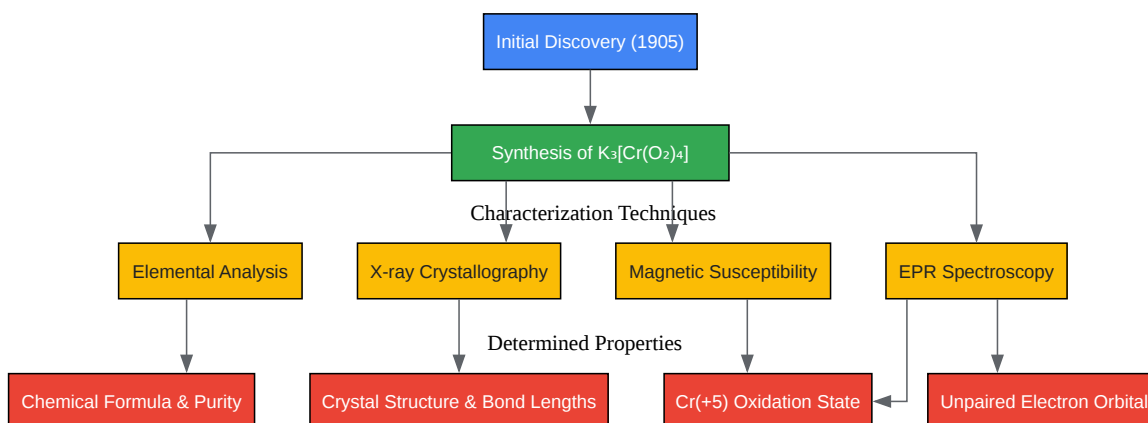 Initial Discovery (1905)
Synthesis of K₃[Cr(O₂)₄]
Characterization Techniques
Elemental Analysis
X-ray Crystallography
Magnetic Susceptibility
EPR Spectroscopy
Determined Properties
Chemical Formula & Purity
Crystal Structure & Bond Lengths
Cr(+5) Oxidation State
Unpaired Electron Orbital